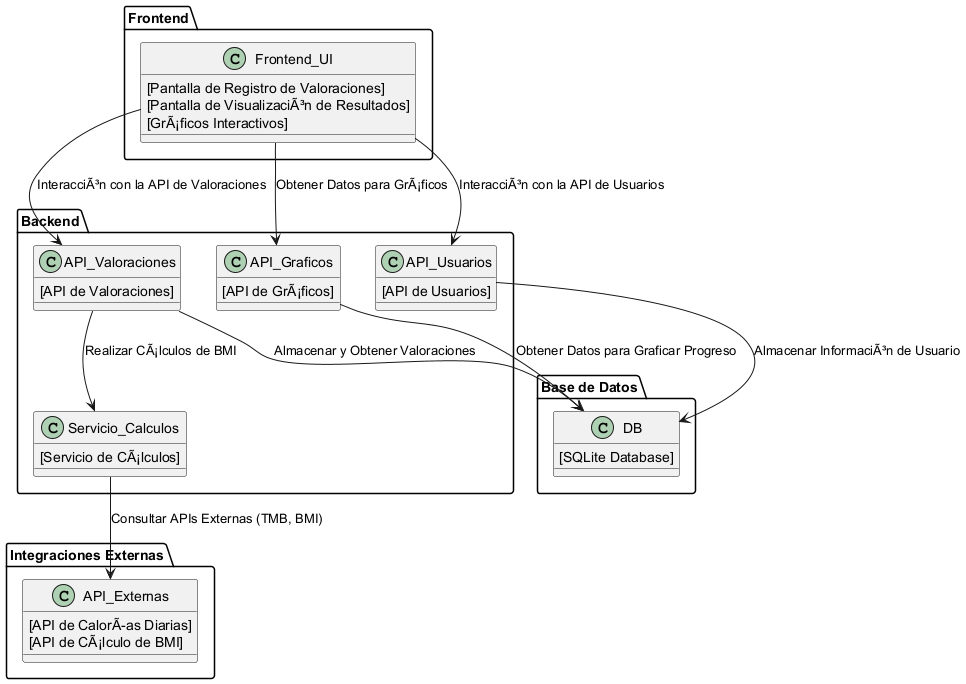 Frontend
C Frontend_UI
[Pantalla de Registro de Valoraciones]
[Pantalla de VisualizaciÃ³n de Resultados]
[GrÃ¡ficos Interactivos]
InteracciÃ³n con la API de Valoraciones
Obtener Datos para GrÃ¡ficos
InteracciÃ³n con la API de Usuarios
Backend
C API_Valoraciones
[API de Valoraciones]
C API_Graficos
[API de GrÃ¡ficos]
C API_Usuarios
[API de Usuarios]
Realizar CÃ¡lculos de BMI
Almacenar y Obtener Valoraciones
Obtener Datos para Graficar Progreso
Almacenar InformaciÃ³n de Usuario
Base de Datos
C DB
[SQLite Database]
C Servicio_Calculos
[Servicio de CÃ¡lculos]
Consultar APIs Externas (TMB, BMI)
Integraciones Externas
C API_Externas
[API de CalorÃ-as Diarias]
[API de CÃ¡lculo de BMI]